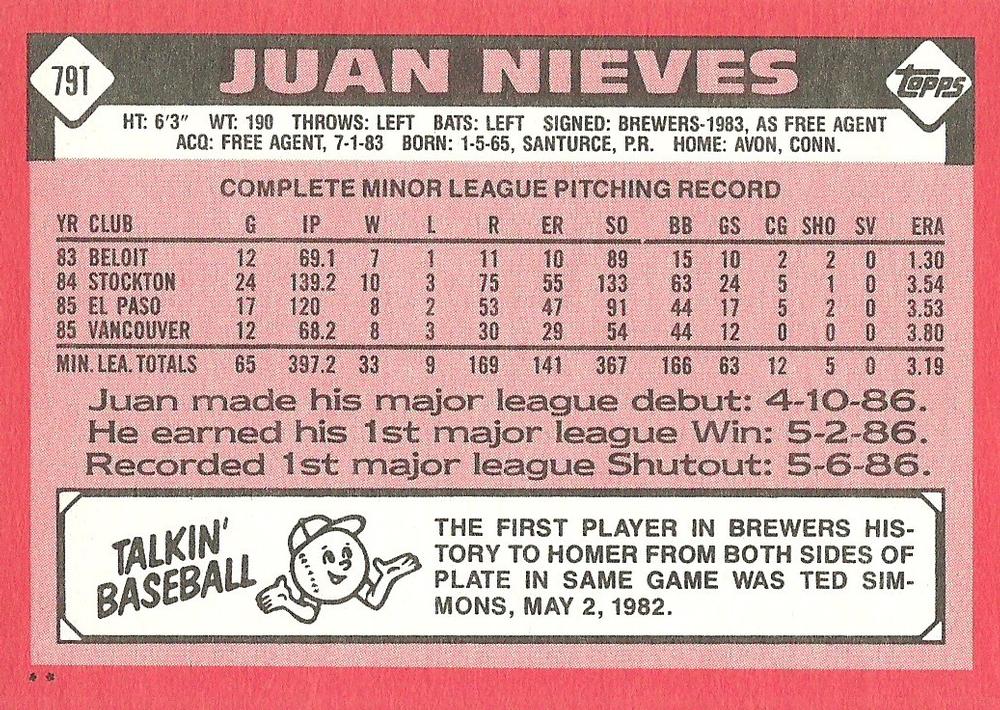 79T
JUAN NIEVES
TOPPS
HT: 6'3" WT: 190 THROWS: LEFT BATS: LEFT SIGNED: BREWERS-1983, AS FREE AGENT
ACQ: FREE AGENT, 7-1-83 BORN: 1-5-65, SANTURCE, P.R. HOME: AVON, CONN.
COMPLETE MINOR LEAGUE PITCHING RECORD
YR CLUB G IP W L R ER SO BB GS CG SHO SV ERA
83 BELOIT 12 69.1 7 1 11 10 89 15 10 2 2 0 1.30
84 STOCKTON 24 139.2 10 3 75 55 133 63 24 5 1 0 3.54
85 EL PASO 17 120 8 2 53 47 91 44 17 5 2 0 3.53
85 VANCOUVER 12 68.2 8 3 30 29 54 44 12 0 0 0 3.80
MIN. LEA. TOTALS 65 397.2 33 9 169 141 367 166 63 12 5 0 3.19
Juan made his major league debut: 4-10-86.
He earned his 1st major league Win: 5-2-86.
Recorded 1st major league Shutout: 5-6-86.
TALKIN'
BASEBALL
THE FIRST PLAYER IN BREWERS HIS-
TORY TO HOMER FROM BOTH SIDES OF
PLATE IN SAME GAME WAS TED SIM-
MONS, MAY 2, 1982.
* *